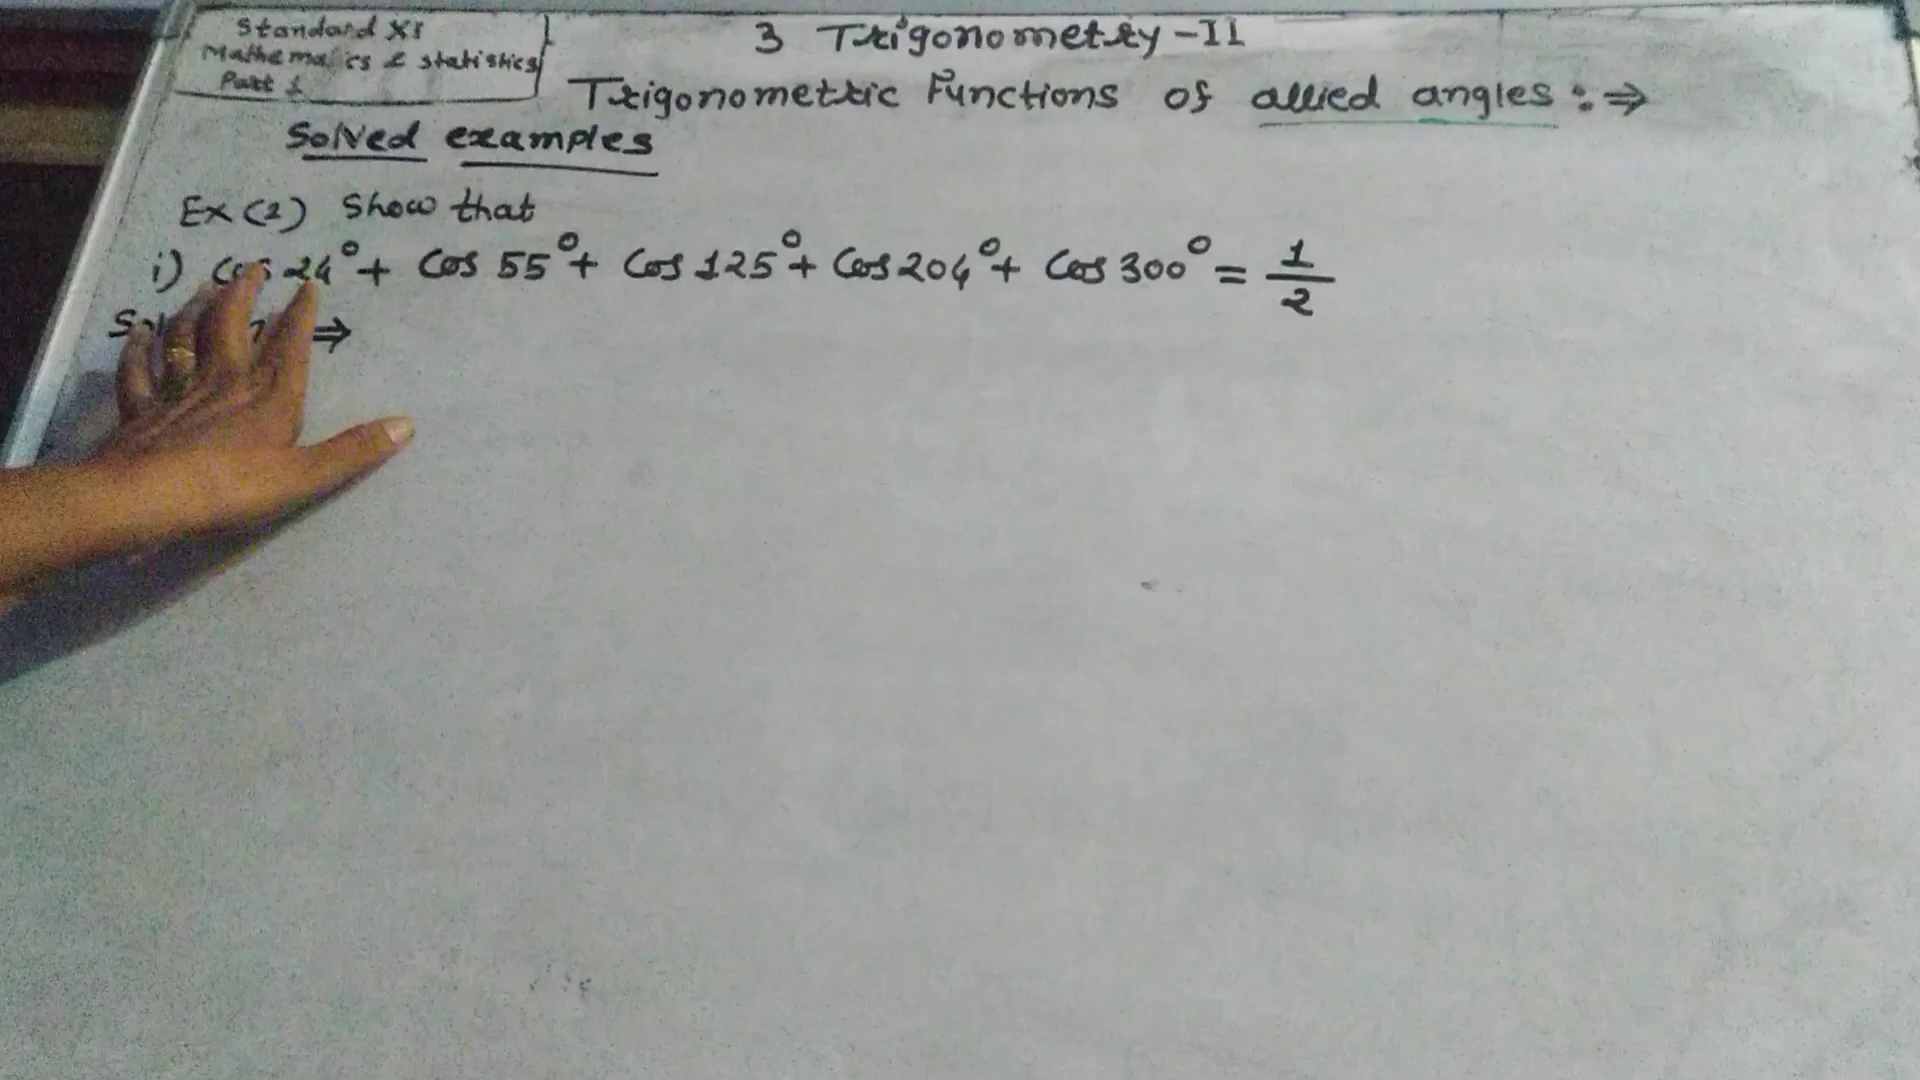 Standard XI
Mathematics & statistics
Part 1
3 Trigonometry-II
Trigonometric Functions of allied angles :⇒
Solved examples
Ex (2) Show that
i) Cos 24° + Cos 55° + Cos 125° + Cos 204° + Cos 300° = 1/2
⇒